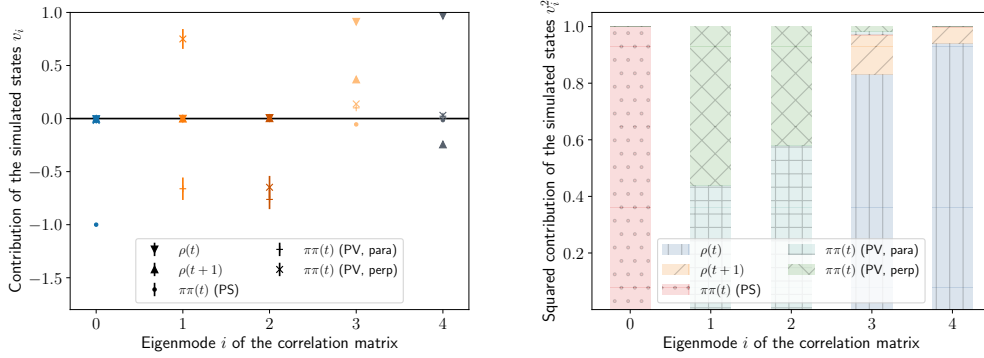 Contribution of the simulated states v_i
1.0
0.5
0.0
−0.5
−1.0
−1.5
ρ(t)
ρ(t + 1)
ππ(t) (PS)
ππ(t) (PV, para)
ππ(t) (PV, perp)
0 1 2 3 4
Eigenmode i of the correlation matrix
Squared contribution of the simulated states v_i^2
1.0
0.8
0.6
0.4
0.2
ρ(t)
ρ(t + 1)
ππ(t) (PS)
ππ(t) (PV, para)
ππ(t) (PV, perp)
0 1 2 3 4
Eigenmode i of the correlation matrix